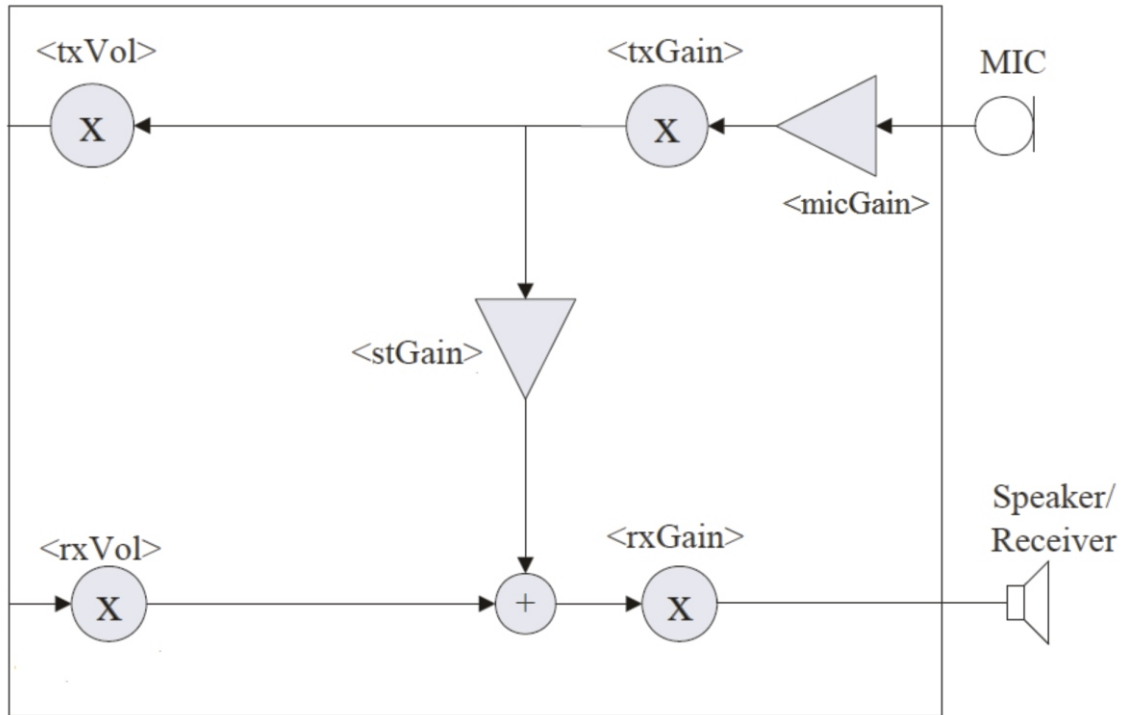 <txVol>
<txGain>
MIC
X
X
<micGain>
<stGain>
Speaker/
Receiver
<rxVol>
<rxGain>
X
+
X